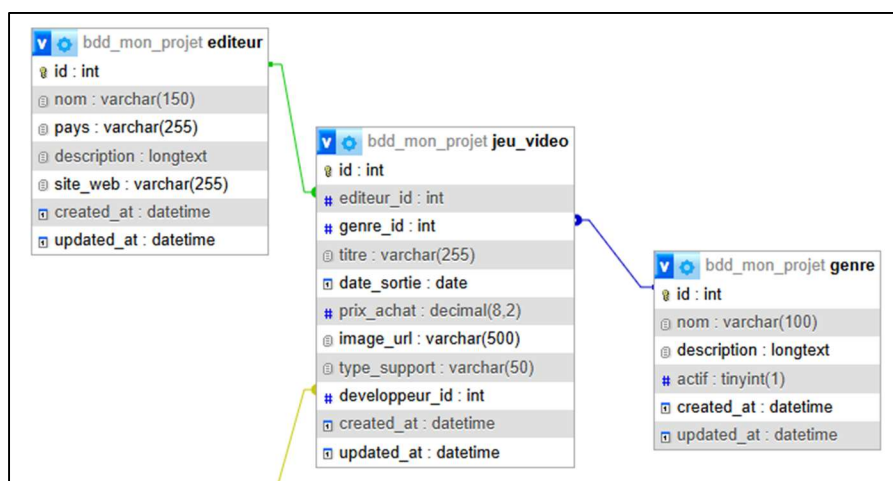 bdd_mon_projet editeur
id : int
nom : varchar(150)
pays : varchar(255)
description : longtext
site_web : varchar(255)
created_at : datetime
updated_at : datetime
bdd_mon_projet jeu_video
id : int
# editeur_id : int
# genre_id : int
titre : varchar(255)
date_sortie : date
# prix_achat : decimal(8,2)
image_url : varchar(500)
type_support : varchar(50)
# developpeur_id : int
created_at : datetime
updated_at : datetime
bdd_mon_projet genre
id : int
nom : varchar(100)
description : longtext
# actif : tinyint(1)
created_at : datetime
updated_at : datetime